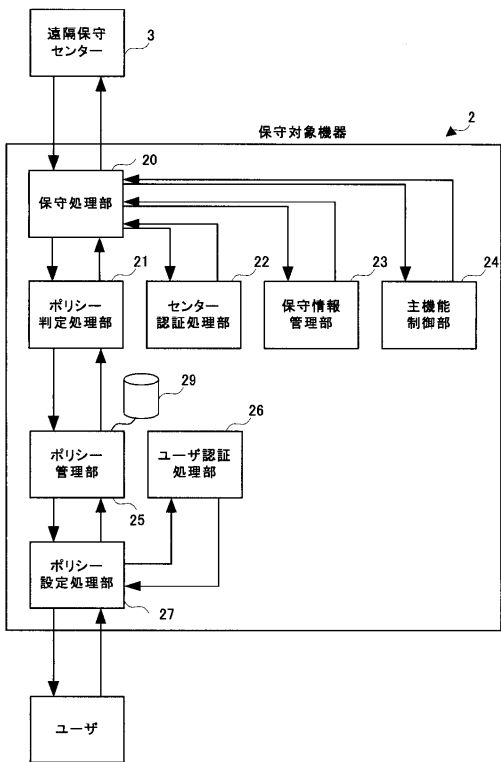 遠隔保守
センター
3
保守対象機器
2
20
保守処理部
21
ポリシー
判定処理部
22
センター
認証処理部
23
保守情報
管理部
24
主機能
制御部
29
ポリシー
管理部
25
26
ユーザ認証
処理部
ポリシー
設定処理部
27
ユーザ